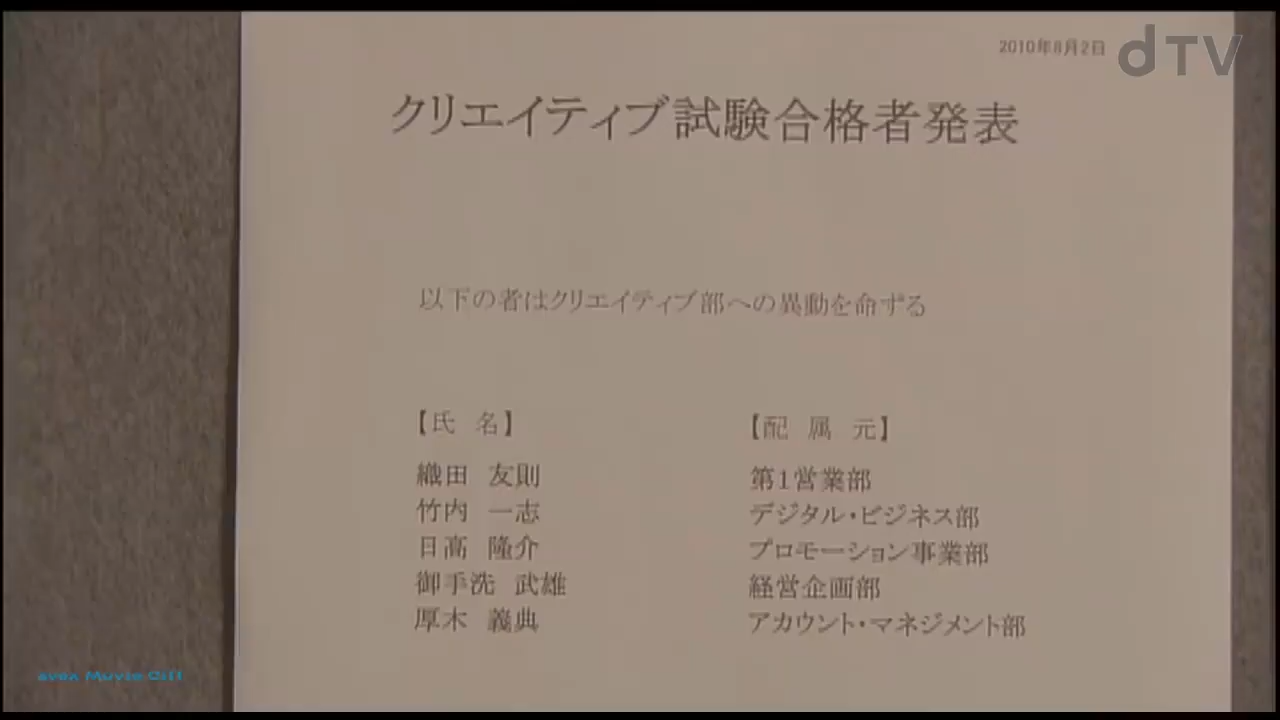 2010年8月2日
dTV
クリエイティブ試験合格者発表
以下の者はクリエイティブ部への異動を命ずる
【氏 名】 【配 属 元】
織田 友則 第1営業部
竹内 一志 デジタル・ビジネス部
日高 隆介 プロモーション事業部
御手洗 武雄 経営企画部
厚木 義典 アカウント・マネジメント部
avex Movie